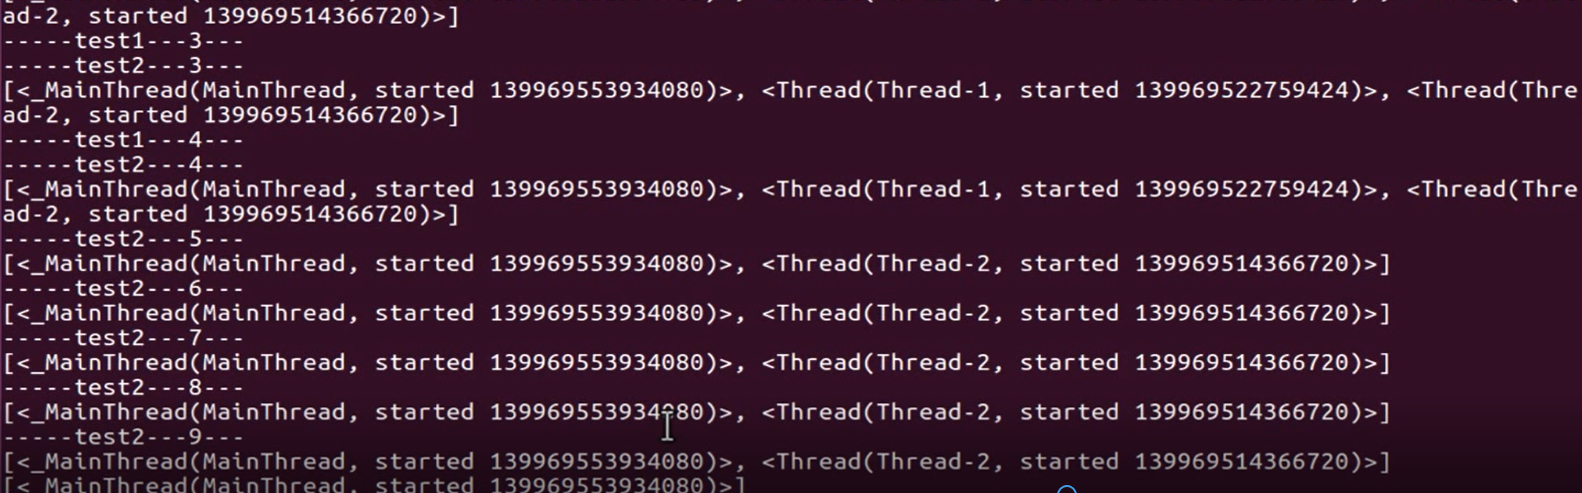 ad-2, started 139969514366720)>]
-----test1---3---
-----test2---3---
[<_MainThread(MainThread, started 139969553934080)>, <Thread(Thread-1, started 139969522759424)>, <Thread(Thre
ad-2, started 139969514366720)>]
-----test1---4---
-----test2---4---
[<_MainThread(MainThread, started 139969553934080)>, <Thread(Thread-1, started 139969522759424)>, <Thread(Thre
ad-2, started 139969514366720)>]
-----test2---5---
[<_MainThread(MainThread, started 139969553934080)>, <Thread(Thread-2, started 139969514366720)>]
-----test2---6---
[<_MainThread(MainThread, started 139969553934080)>, <Thread(Thread-2, started 139969514366720)>]
-----test2---7---
[<_MainThread(MainThread, started 139969553934080)>, <Thread(Thread-2, started 139969514366720)>]
-----test2---8---
[<_MainThread(MainThread, started 139969553934080)>, <Thread(Thread-2, started 139969514366720)>]
-----test2---9---
[<_MainThread(MainThread, started 139969553934080)>, <Thread(Thread-2, started 139969514366720)>]
[<_MainThread(MainThread, started 139969553934080)>]